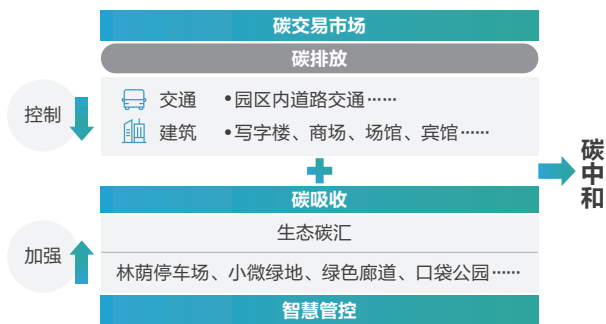 碳交易市场
碳排放
控制
交通 •园区内道路交通……
建筑 •写字楼、商场、场馆、宾馆……
碳吸收
加强
生态碳汇
林荫停车场、小微绿地、绿色廊道、口袋公园……
智慧管控
碳中和